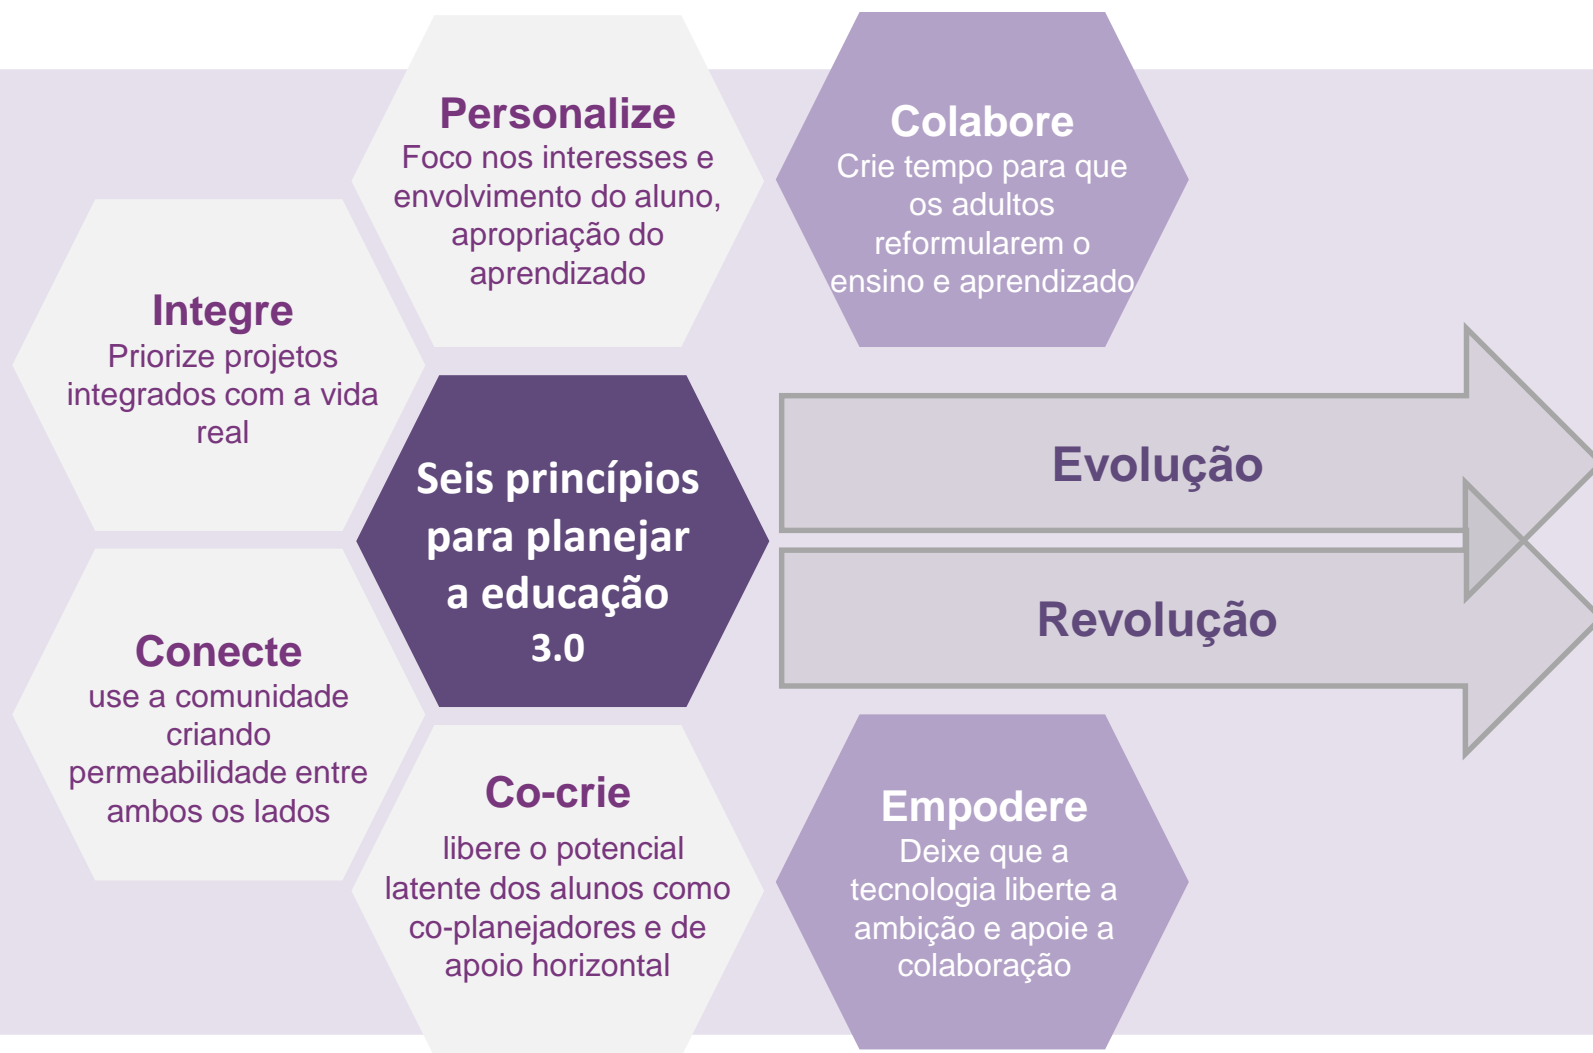 Personalize
Foco nos interesses e
envolvimento do aluno,
apropriação do
aprendizado
Colabore
Crie tempo para que
os adultos
reformularem o
ensino e aprendizado
Integre
Priorize projetos
integrados com a vida
real
Seis princípios
para planejar
a educação
3.0
Evolução
Revolução
Conecte
use a comunidade
criando
permeabilidade entre
ambos os lados
Co-crie
libere o potencial
latente dos alunos como
co-planejadores e de
apoio horizontal
Empodere
Deixe que a
tecnologia liberte a
ambição e apoie a
colaboração